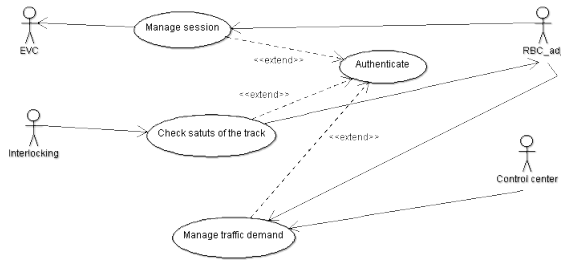 Manage session
EVC
RBC_ad
Authenticate
<<extend>>
<<extend>>
Check satuts of the track
<<extend>>
Interlocking
Control center
Manage traffic demand